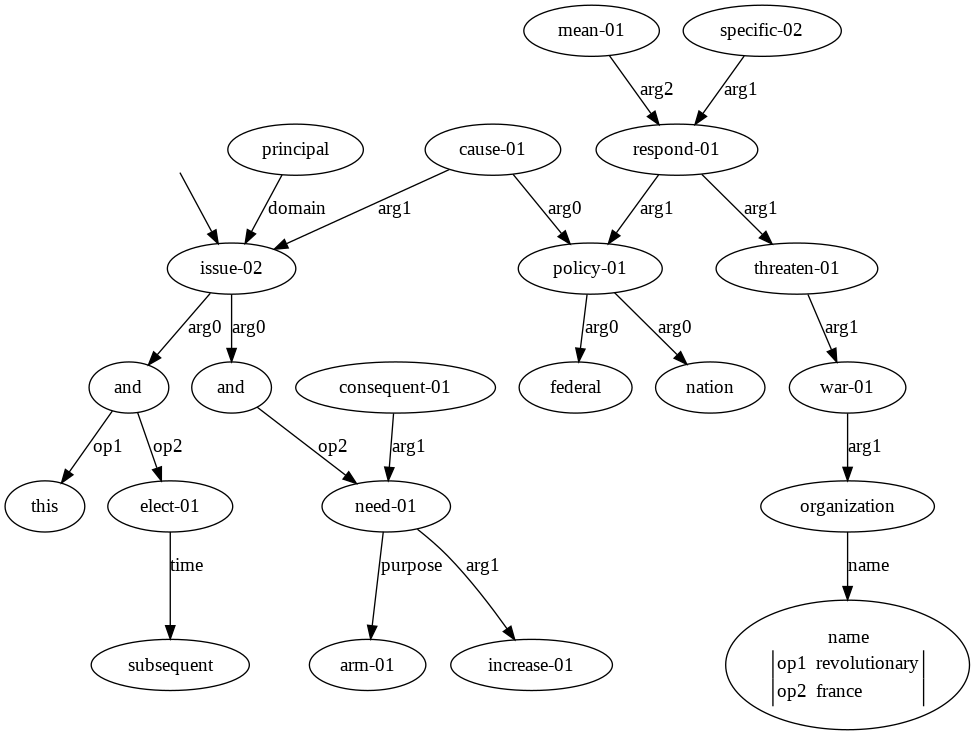 mean-01 specific-02
arg2 arg1
principal cause-01 respond-01
domain arg1 arg0 arg1 arg1
issue-02 policy-01 threaten-01
arg0 arg0 arg0 arg0 arg1
and and consequent-01 federal nation war-01
op1 op2 op2 arg1 arg1
this elect-01 need-01 organization
time purpose arg1 name
subsequent arm-01 increase-01 name
op1 revolutionary
op2 france